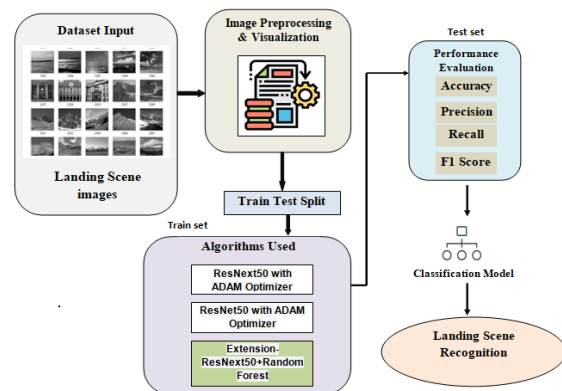 Dataset Input
Landing Scene
images
Image Preprocessing
& Visualization
Train Test Split
Train set
Algorithms Used
ResNext50 with
ADAM Optimizer
ResNet50 with ADAM
Optimizer
Extension-
ResNext50+Random
Forest
Test set
Performance
Evaluation
Accuracy
Precision
Recall
F1 Score
Classification Model
Landing Scene
Recognition